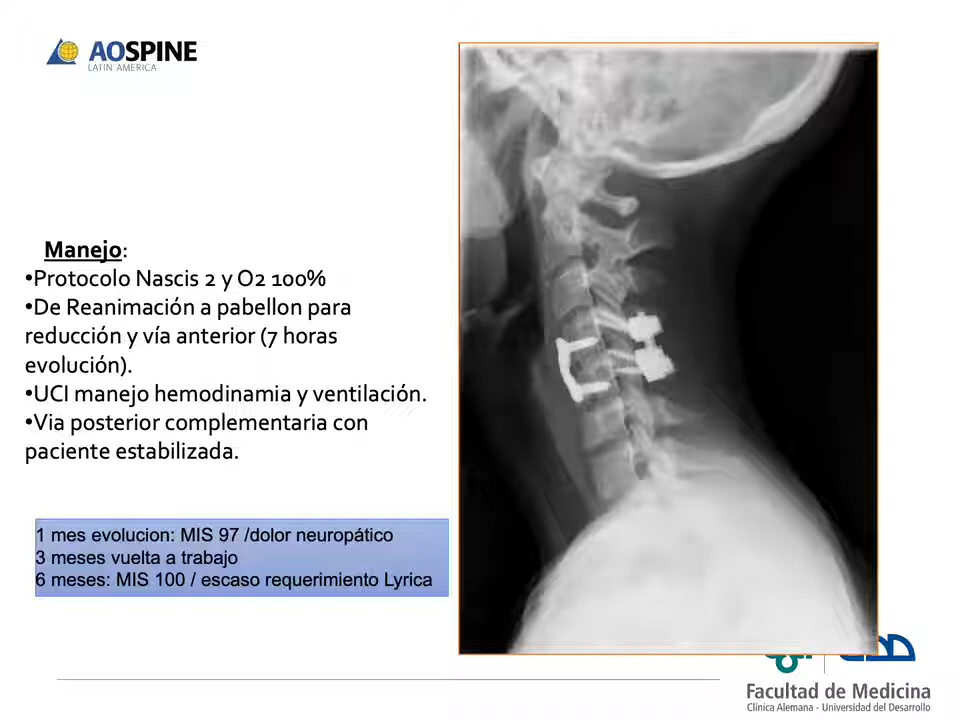 AOSPINE
LATIN AMERICA
Manejo:
•Protocolo Nascis 2 y O2 100%
•De Reanimación a pabellon para
reducción y vía anterior (7 horas
evolución).
•UCI manejo hemodinamia y ventilación.
•Via posterior complementaria con
paciente estabilizada.
1 mes evolucion: MIS 97 /dolor neuropático
3 meses vuelta a trabajo
6 meses: MIS 100 / escaso requerimiento Lyrica
Facultad de Medicina
Clínica Alemana - Universidad del Desarrollo